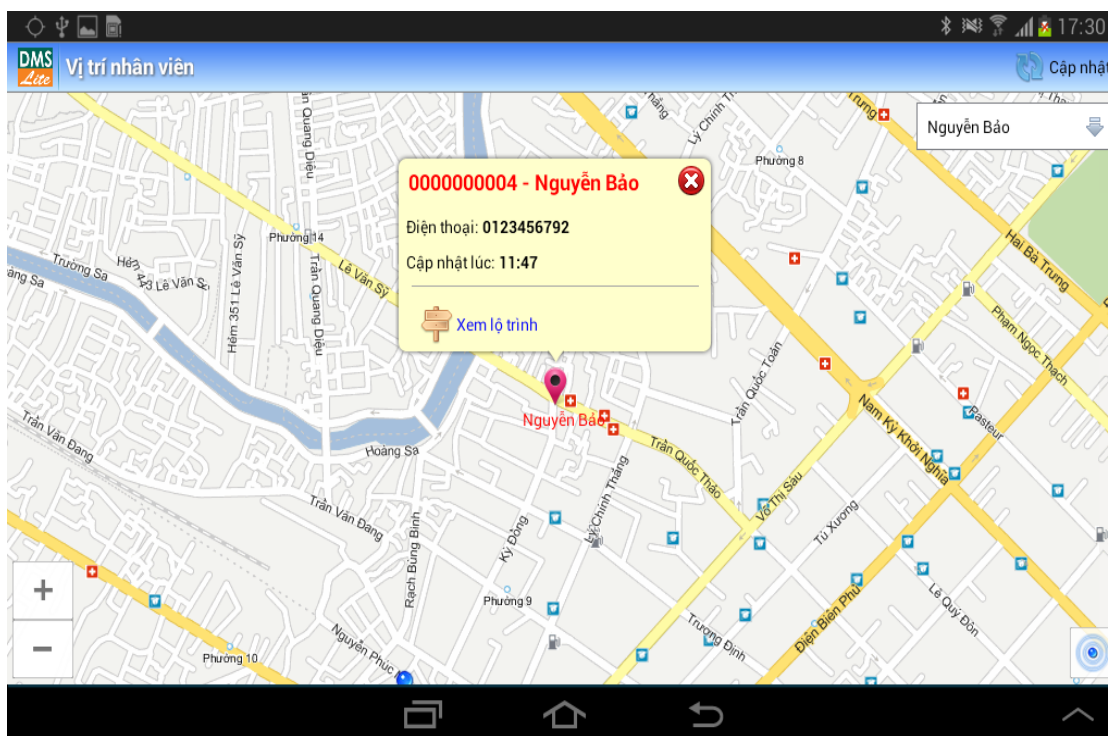 17:30
DMS
Lite
Vị trí nhân viên
Cập nhật
Nguyễn Bảo
0000000004 - Nguyễn Bảo
Điện thoại: 0123456792
Cập nhật lúc: 11:47
Xem lộ trình
Nguyễn Bảo
Trần Quang Diệu
Lý Chính T
Phường 8
Hai Bà Trưng
Phường 14
Lê Văn Sỹ
Trường Sa
Hẻm 351 Lê Văn Sỹ
Trần Quang Diệu
Phạm Ngọc Thạch
Trần Quốc Toản
Nam Kỳ Khởi Nghĩa
Pasteur
Trần Văn Đang
Hoàng Sa
Trần Quốc Thảo
Lý Chính Thắng
Võ Thị Sáu
Trần Văn Đang
Kỳ Đồng
Tú Xương
Rạch Bùng Binh
Phường 9
Điện Biên Phủ
Lê Quý Đôn
Trương Định
Nguyễn Phúc
Phường 10